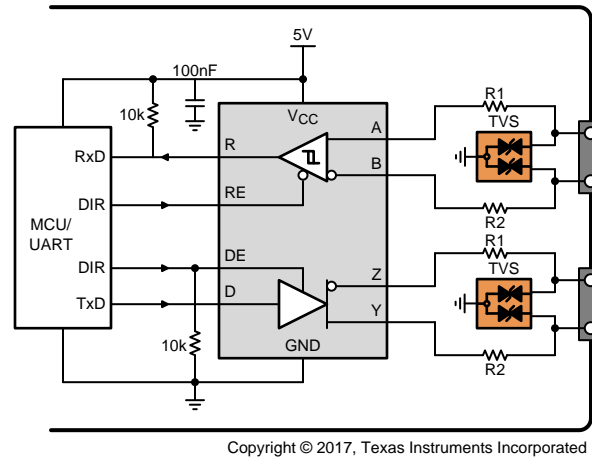 5V
100nF
10k
VCC
R1
TVS
A
R
RxD
B
DIR
RE
R2
MCU/
UART
R1
DIR
DE
Z
TVS
TxD
D
Y
10k
GND
R2
Copyright © 2017, Texas Instruments Incorporated